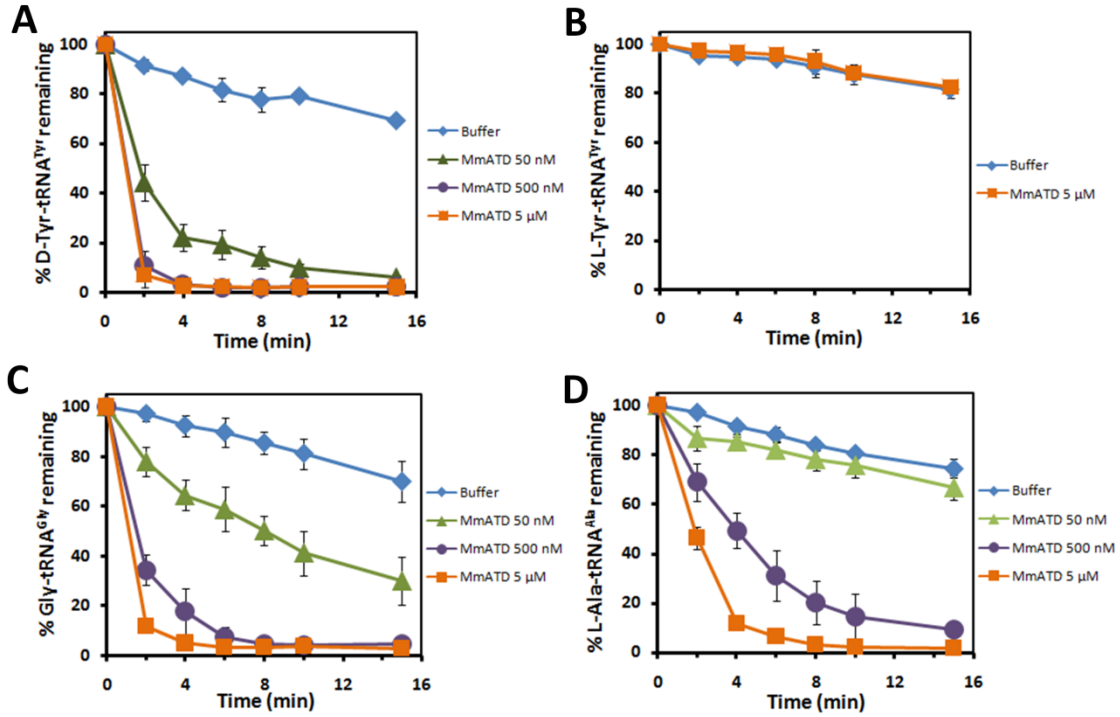 A
% D-Tyr-tRNATyr remaining
100
80
60
40
20
0
0 4 8 12 16
Time (min)
Buffer
MmATD 50 nM
MmATD 500 nM
MmATD 5 µM
B
% L-Tyr-tRNATyr remaining
100
80
60
40
20
0
0 2 4 6 8 10 12 14 16
Time (min)
Buffer
MmATD 5 µM
C
% Gly-tRNAGly remaining
100
80
60
40
20
0
0 4 8 12 16
Time (min)
Buffer
MmATD 50 nM
MmATD 500 nM
MmATD 5 µM
D
% L-Ala-tRNAAla remaining
100
80
60
40
20
0
0 4 8 12 16
Time (min)
Buffer
MmATD 50 nM
MmATD 500 nM
MmATD 5 µM